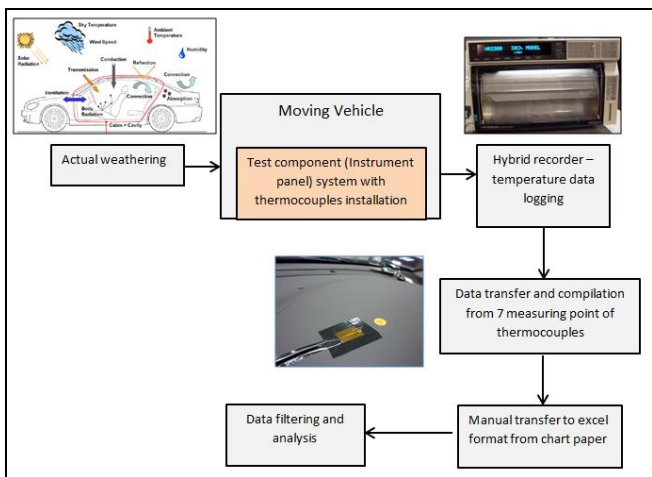 Sky Temperature
Wind Speed
Ambient
Temperature
Humidity
Solar
Radiation
Transmission
Conduction
Reflection
Convection
Ventilation
Convection
Absorption
Body
Radiation
Cabin = Cavity
MODEL
Actual weathering
Moving Vehicle
Test component (Instrument
panel) system with
thermocouples installation
Hybrid recorder –
temperature data
logging
Data transfer and compilation
from 7 measuring point of
thermocouples
Manual transfer to excel
format from chart paper
Data filtering and
analysis